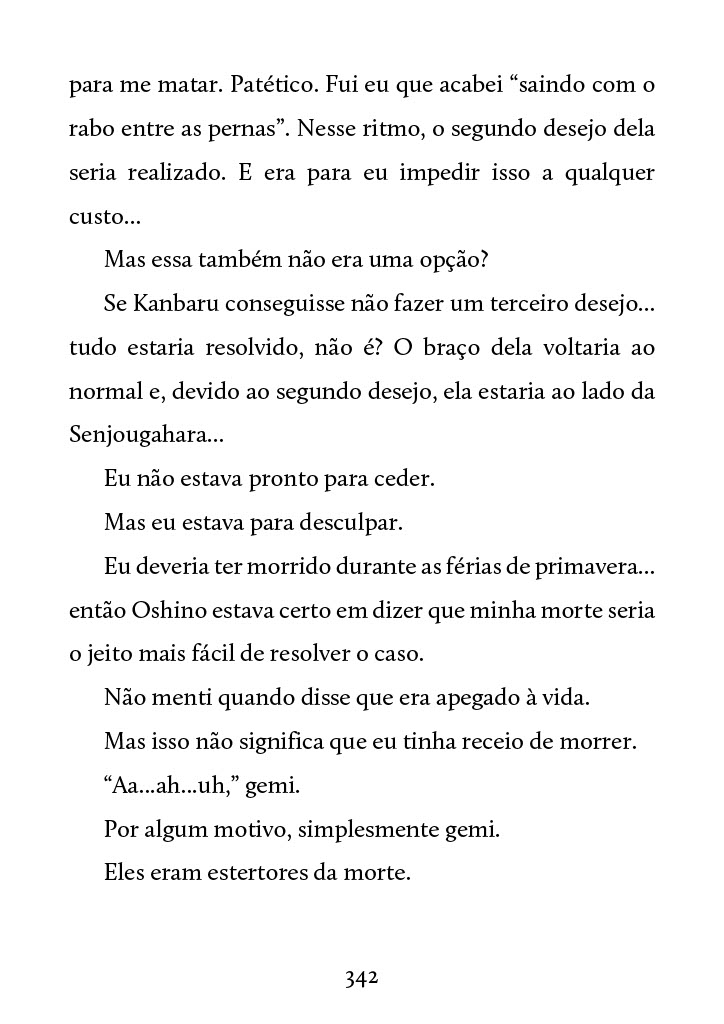 para me matar. Patético. Fui eu que acabei “saindo com o
rabo entre as pernas”. Nesse ritmo, o segundo desejo dela
seria realizado. E era para eu impedir isso a qualquer
custo...
Mas essa também não era uma opção?
Se Kanbaru conseguisse não fazer um terceiro desejo...
tudo estaria resolvido, não é? O braço dela voltaria ao
normal e, devido ao segundo desejo, ela estaria ao lado da
Senjougahara...
Eu não estava pronto para ceder.
Mas eu estava para desculpar.
Eu deveria ter morrido durante as férias de primavera...
então Oshino estava certo em dizer que minha morte seria
o jeito mais fácil de resolver o caso.
Não menti quando disse que era apegado à vida.
Mas isso não significa que eu tinha receio de morrer.
“Aa...ah...uh,” gemi.
Por algum motivo, simplesmente gemi.
Eles eram estertores da morte.
342